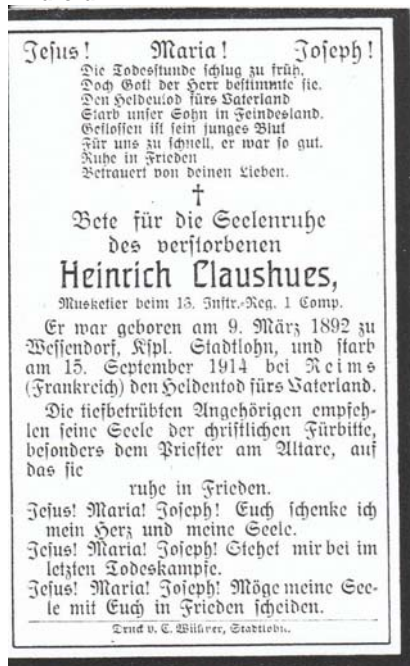 Jesus! Maria! Joseph!
Die Todesstunde schlug zu früh,
Doch Gott der Herr bestimmte sie.
Den Heldentod fürs Vaterland
Starb unser Sohn in Feindesland.
Geflossen ist sein junges Blut
Für uns zu schnell, er war so gut.
Ruhe in Frieden
Betrauert von deinen Lieben.
†
Bete für die Seelenruhe
des verstorbenen
Heinrich Claushues,
Musketier beim 13. Inftr.-Reg. 1 Comp.
Er war geboren am 9. März 1892 zu
Wessendorf, Kspl. Stadtlohn, und starb
am 15. September 1914 bei Reims
(Frankreich) den Heldentod fürs Vaterland.
Die tiefbetrübten Angehörigen empfeh-
len seine Seele der christlichen Fürbitte,
besonders dem Priester am Altare, auf
das sie
ruhe in Frieden.
Jesus! Maria! Joseph! Euch schenke ich
mein Herz und meine Seele.
Jesus! Maria! Joseph! Stehet mir bei im
letzten Todeskampfe.
Jesus! Maria! Joseph! Möge meine See-
le mit Euch in Frieden scheiden.
Druck v. C. Wüllner, Stadtlohn.